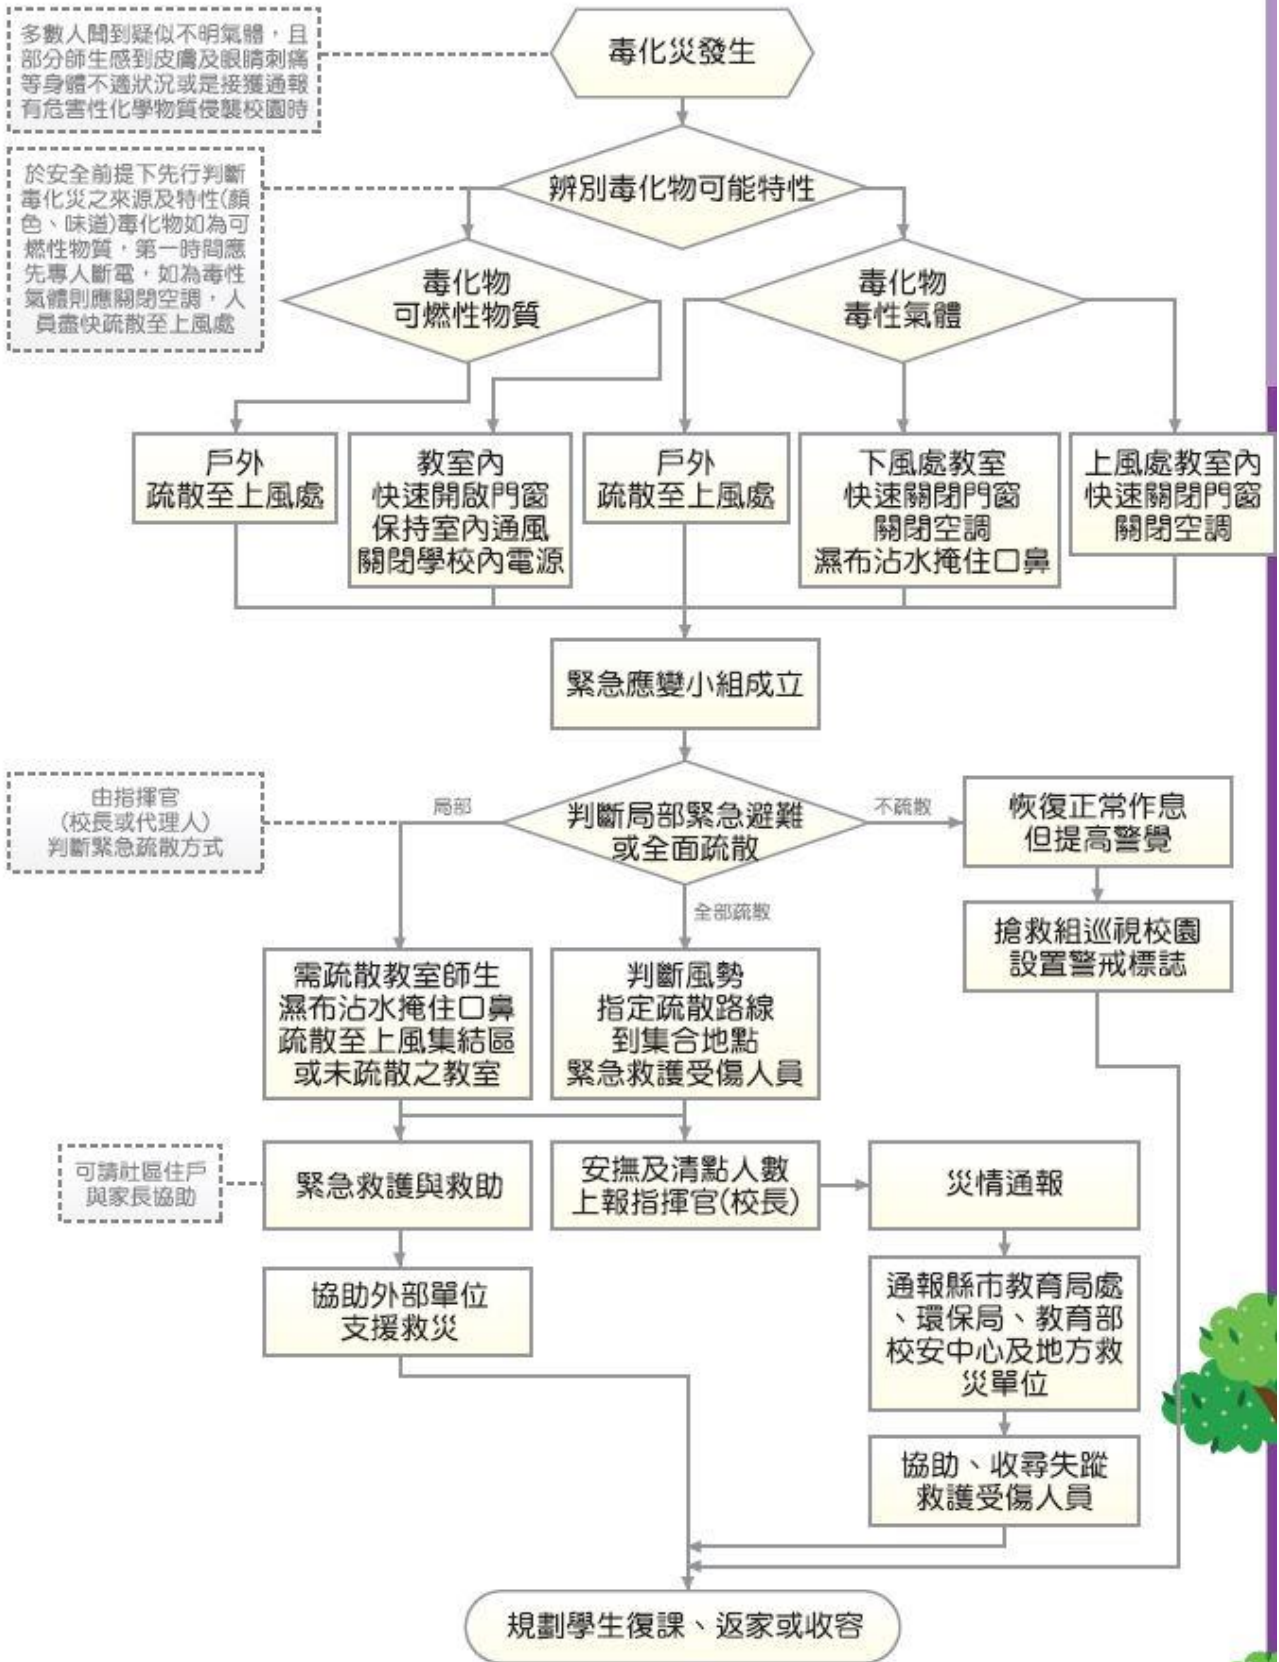 多數人聞到疑似不明氣體，且
部分師生感到皮膚及眼睛刺痛
等身體不適狀況或是接獲通報
有危害性化學物質侵襲校園時
毒化災發生
於安全前提下先行判斷
毒化災之來源及特性(顏
色、味道)毒化物如為可
燃性物質，第一時間應
先專人斷電，如為毒性
氣體則應關閉空調，人
員盡快疏散至上風處
辨別毒化物可能特性
毒化物
可燃性物質
毒化物
毒性氣體
戶外
疏散至上風處
教室內
快速開啟門窗
保持室內通風
關閉學校內電源
戶外
疏散至上風處
下風處教室
快速關閉門窗
關閉空調
濕布沾水掩住口鼻
上風處教室內
快速關閉門窗
關閉空調
緊急應變小組成立
由指揮官
(校長或代理人)
判斷緊急疏散方式
局部
判斷局部緊急避難
或全面疏散
不疏散
恢復正常作息
但提高警覺
全部疏散
搶救組巡視校園
設置警戒標誌
需疏散教室師生
濕布沾水掩住口鼻
疏散至上風集結區
或未疏散之教室
判斷風勢
指定疏散路線
到集合地點
緊急救護受傷人員
可請社區住戶
與家長協助
緊急救護與救助
安撫及清點人數
上報指揮官(校長)
災情通報
協助外部單位
支援救災
通報縣市教育局處
、環保局、教育部
校安中心及地方救
災單位
協助、收尋失蹤
救護受傷人員
規劃學生復課、返家或收容